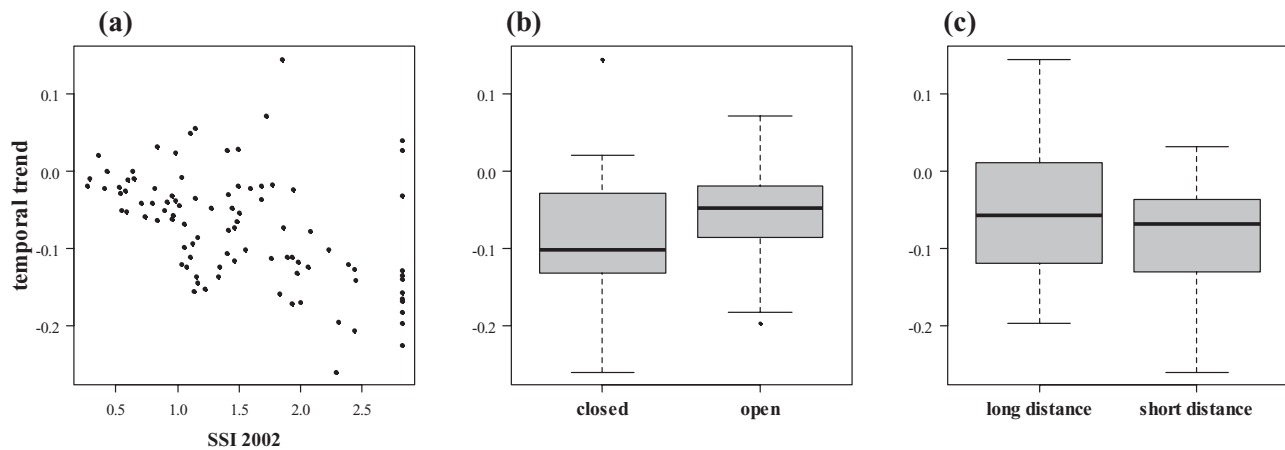 (a)
temporal trend
0.1
0.0
-0.1
-0.2
0.5 1.0 1.5 2.0 2.5
SSI 2002
(b)
0.1
0.0
-0.1
-0.2
closed open
(c)
0.1
0.0
-0.1
-0.2
long distance short distance